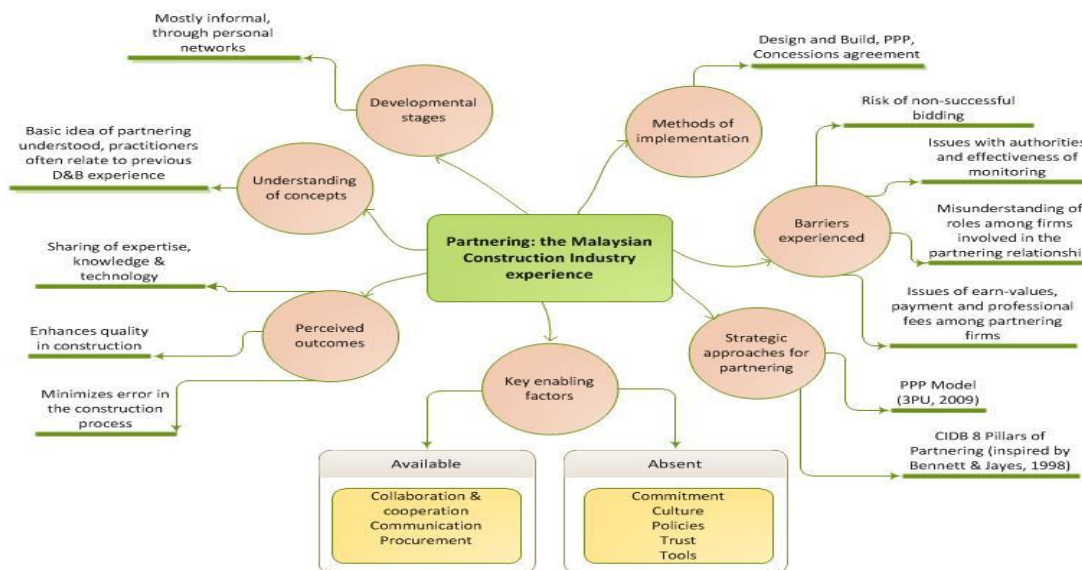 Mostly informal,
through personal
networks
Developmental
stages
Design and Build, PPP,
Concessions agreement
Methods of
implementation
Basic idea of partnering
understood, practitioners
often relate to previous
D&B experience
Understanding
of concepts
Risk of non-successful
bidding
Issues with authorities
and effectiveness of
monitoring
Misunderstanding of
roles among firms
involved in the
partnering relationship
Issues of earn-values,
payment and professional
fees among partnering
firms
Barriers
experienced
Partnering: the Malaysian
Construction Industry
experience
Sharing of expertise,
knowledge &
technology
Enhances quality
in construction
Minimizes error in
the construction
process
Perceived
outcomes
Key enabling
factors
Strategic
approaches for
partnering
PPP Model
(3PU, 2009)
CIDB 8 Pillars of
Partnering (inspired by
Bennett & Jayes, 1998)
Available
Collaboration &
cooperation
Communication
Procurement
Absent
Commitment
Culture
Policies
Trust
Tools